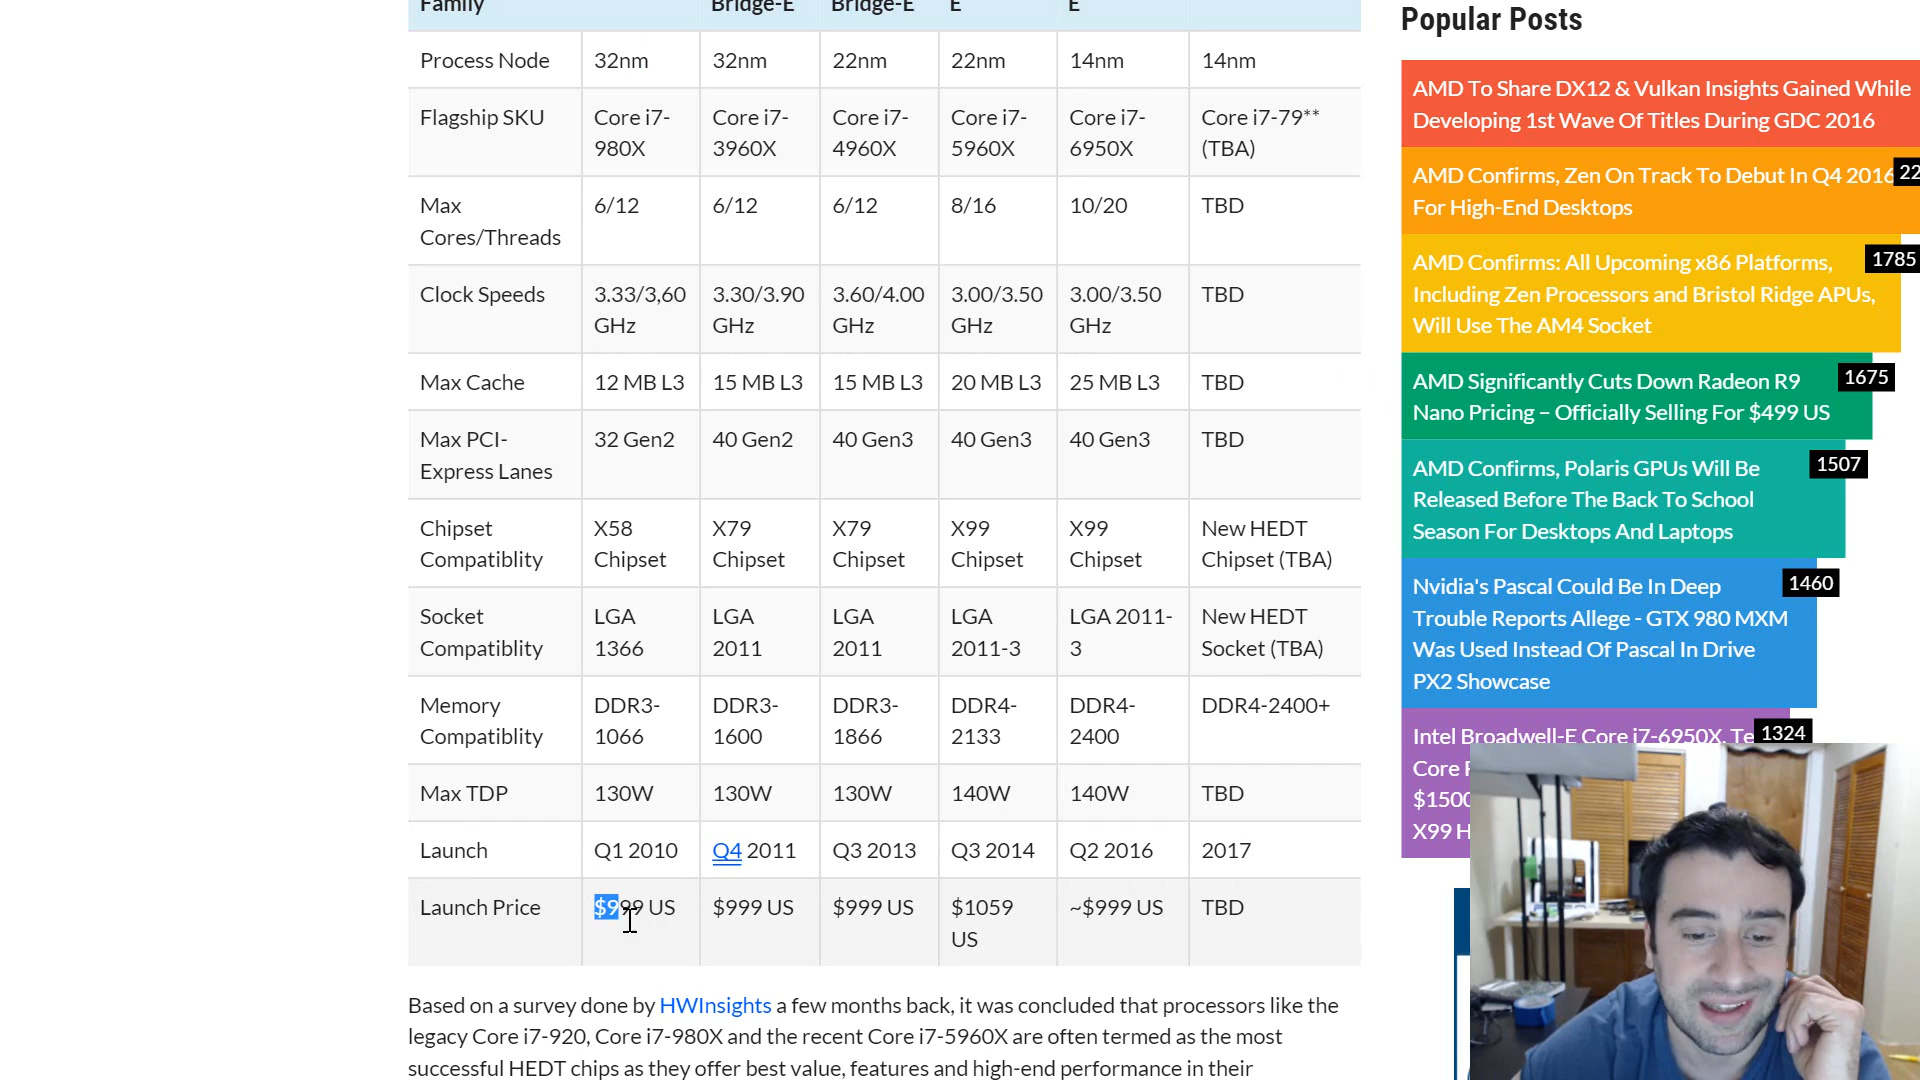 Family Bridge-E Bridge-E E E
Process Node 32nm 32nm 22nm 22nm 14nm 14nm
Flagship SKU Core i7- Core i7- Core i7- Core i7- Core i7- Core i7-79**
980X 3960X 4960X 5960X 6950X (TBA)
Max 6/12 6/12 6/12 8/16 10/20 TBD
Cores/Threads
Clock Speeds 3.33/3,60 3.30/3.90 3.60/4.00 3.00/3.50 3.00/3.50 TBD
GHz GHz GHz GHz GHz
Max Cache 12 MB L3 15 MB L3 15 MB L3 20 MB L3 25 MB L3 TBD
Max PCI- 32 Gen2 40 Gen2 40 Gen3 40 Gen3 40 Gen3 TBD
Express Lanes
Chipset X58 X79 X79 X99 X99 New HEDT
Compatiblity Chipset Chipset Chipset Chipset Chipset Chipset (TBA)
Socket LGA LGA LGA LGA LGA 2011- New HEDT
Compatiblity 1366 2011 2011 2011-3 3 Socket (TBA)
Memory DDR3- DDR3- DDR3- DDR4- DDR4- DDR4-2400+
Compatiblity 1066 1600 1866 2133 2400
Max TDP 130W 130W 130W 140W 140W TBD
Launch Q1 2010 Q4 2011 Q3 2013 Q3 2014 Q2 2016 2017
Launch Price $999 US $999 US $999 US $1059 ~$999 US TBD
US
Based on a survey done by HWInsights a few months back, it was concluded that processors like the
legacy Core i7-920, Core i7-980X and the recent Core i7-5960X are often termed as the most
successful HEDT chips as they offer best value, features and high-end performance in their
Popular Posts
AMD To Share DX12 & Vulkan Insights Gained While
Developing 1st Wave Of Titles During GDC 2016
AMD Confirms, Zen On Track To Debut In Q4 2016 22
For High-End Desktops
AMD Confirms: All Upcoming x86 Platforms, 1785
Including Zen Processors and Bristol Ridge APUs,
Will Use The AM4 Socket
AMD Significantly Cuts Down Radeon R9 1675
Nano Pricing – Officially Selling For $499 US
AMD Confirms, Polaris GPUs Will Be 1507
Released Before The Back To School
Season For Desktops And Laptops
Nvidia's Pascal Could Be In Deep 1460
Trouble Reports Allege - GTX 980 MXM
Was Used Instead Of Pascal In Drive
PX2 Showcase
Intel Broadwell-E Core i7-6950X, 1324
Core
$1500
X99